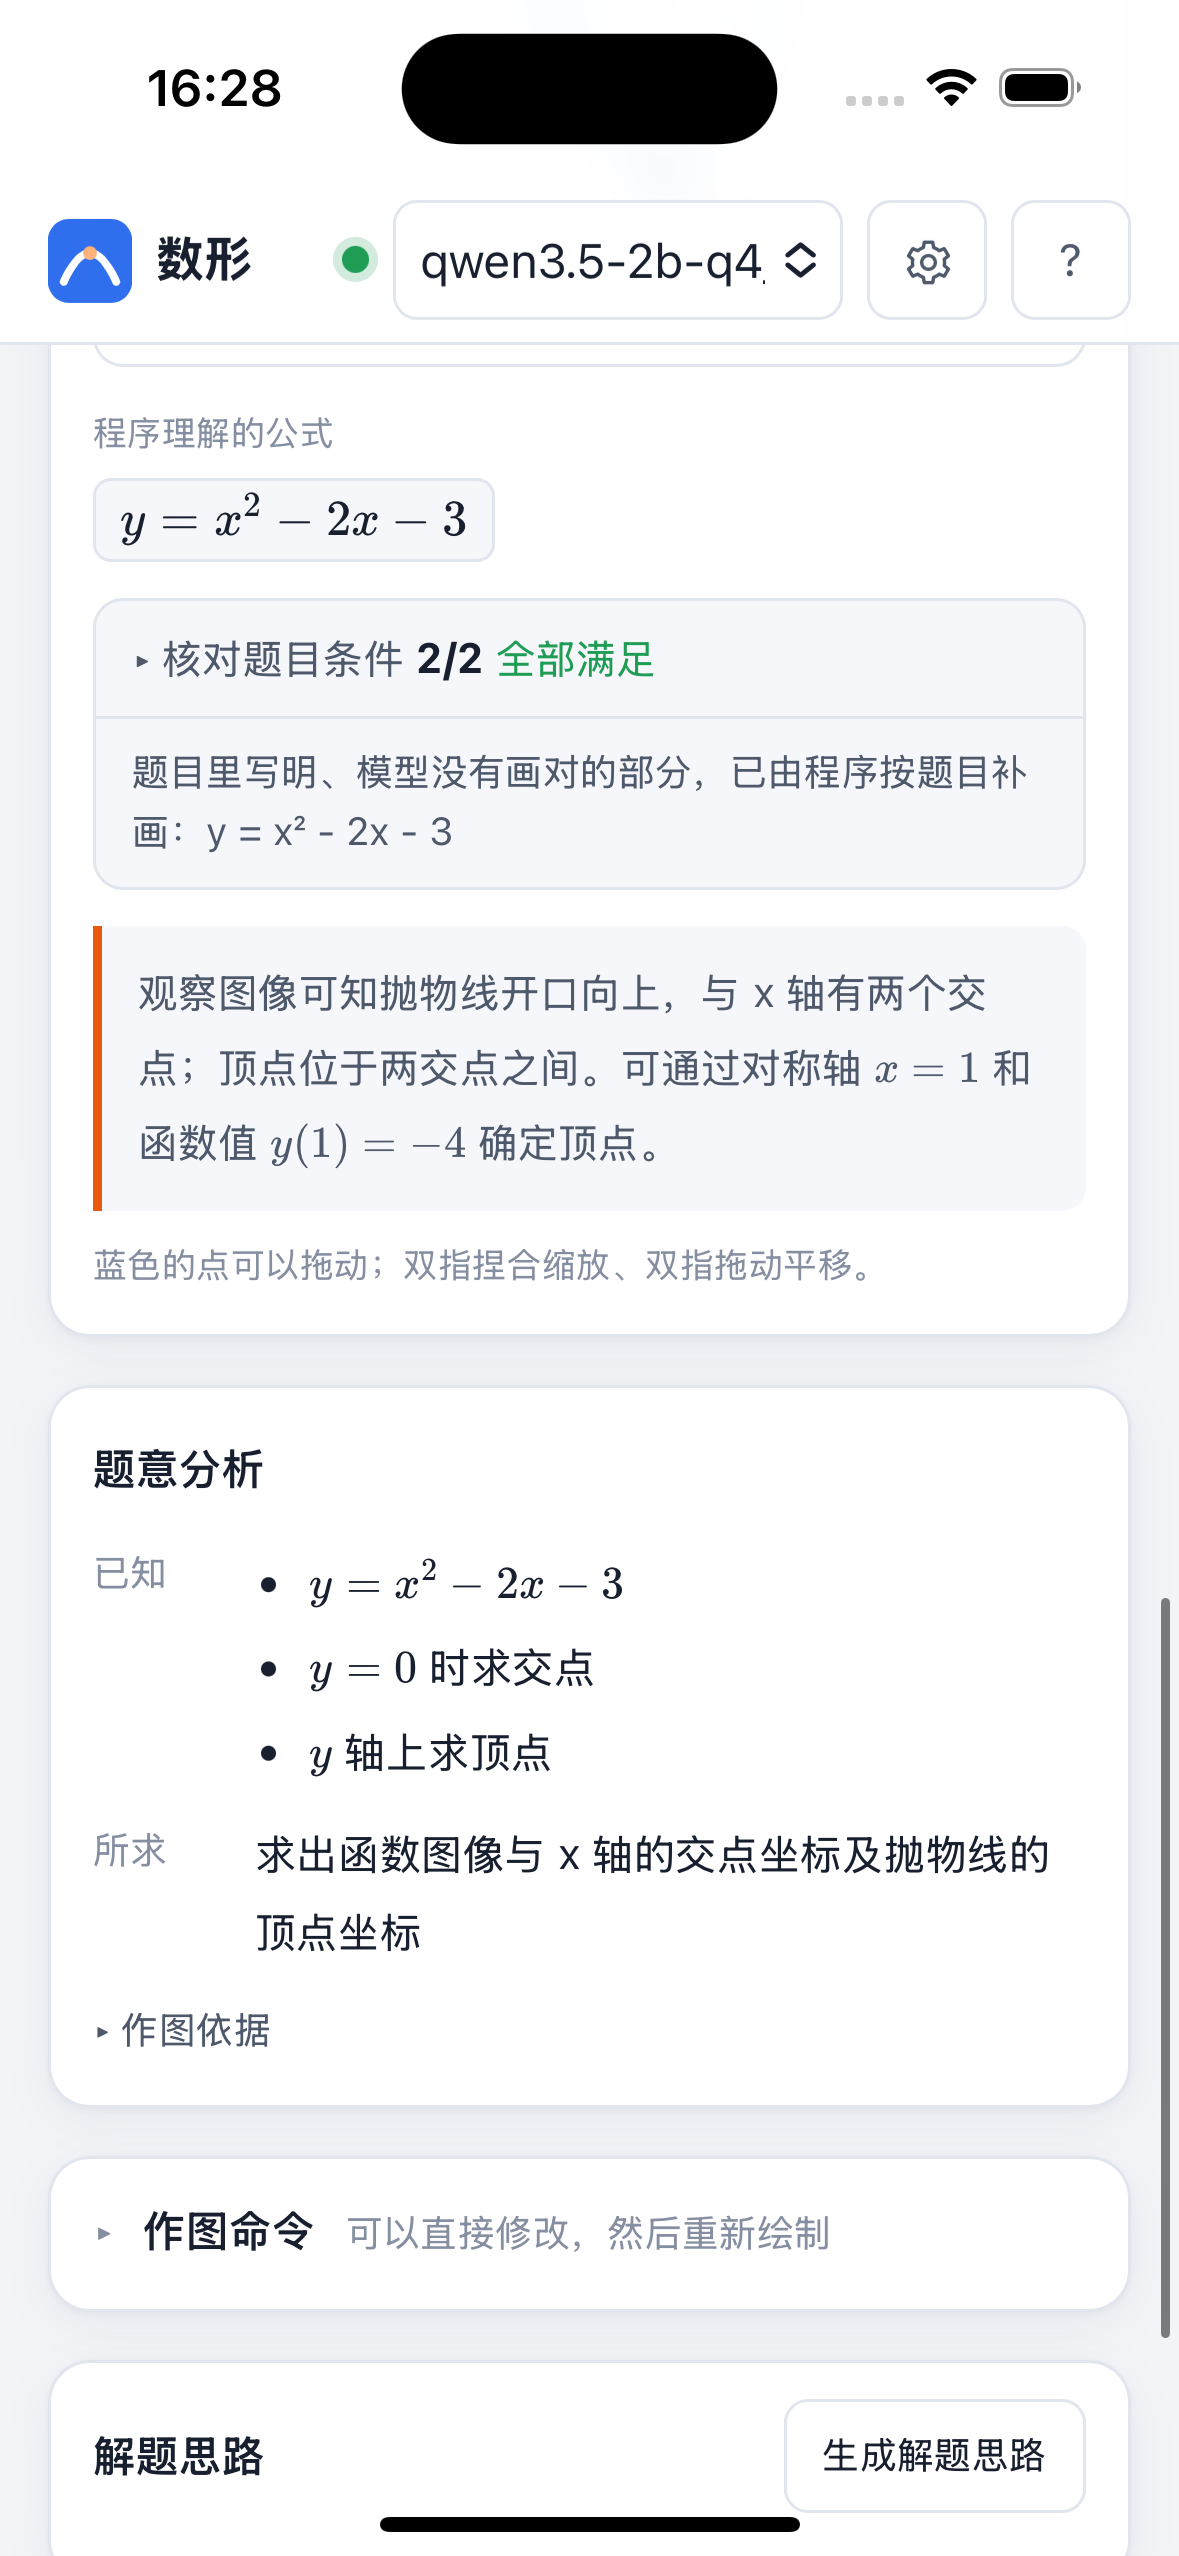 16:28
数形
qwen3.5-2b-q4_
?
程序理解的公式
y = x² − 2x − 3
▸ 核对题目条件 2/2 全部满足
题目里写明、模型没有画对的部分，已由程序按题目补
画：y = x² - 2x - 3
观察图像可知抛物线开口向上，与 x 轴有两个交
点；顶点位于两交点之间。可通过对称轴 x = 1 和
函数值 y(1) = −4 确定顶点。
蓝色的点可以拖动；双指捏合缩放、双指拖动平移。
题意分析
已知
• y = x² − 2x − 3
• y = 0 时求交点
• y 轴上求顶点
所求
求出函数图像与 x 轴的交点坐标及抛物线的
顶点坐标
▸ 作图依据
▸ 作图命令 可以直接修改，然后重新绘制
解题思路
生成解题思路